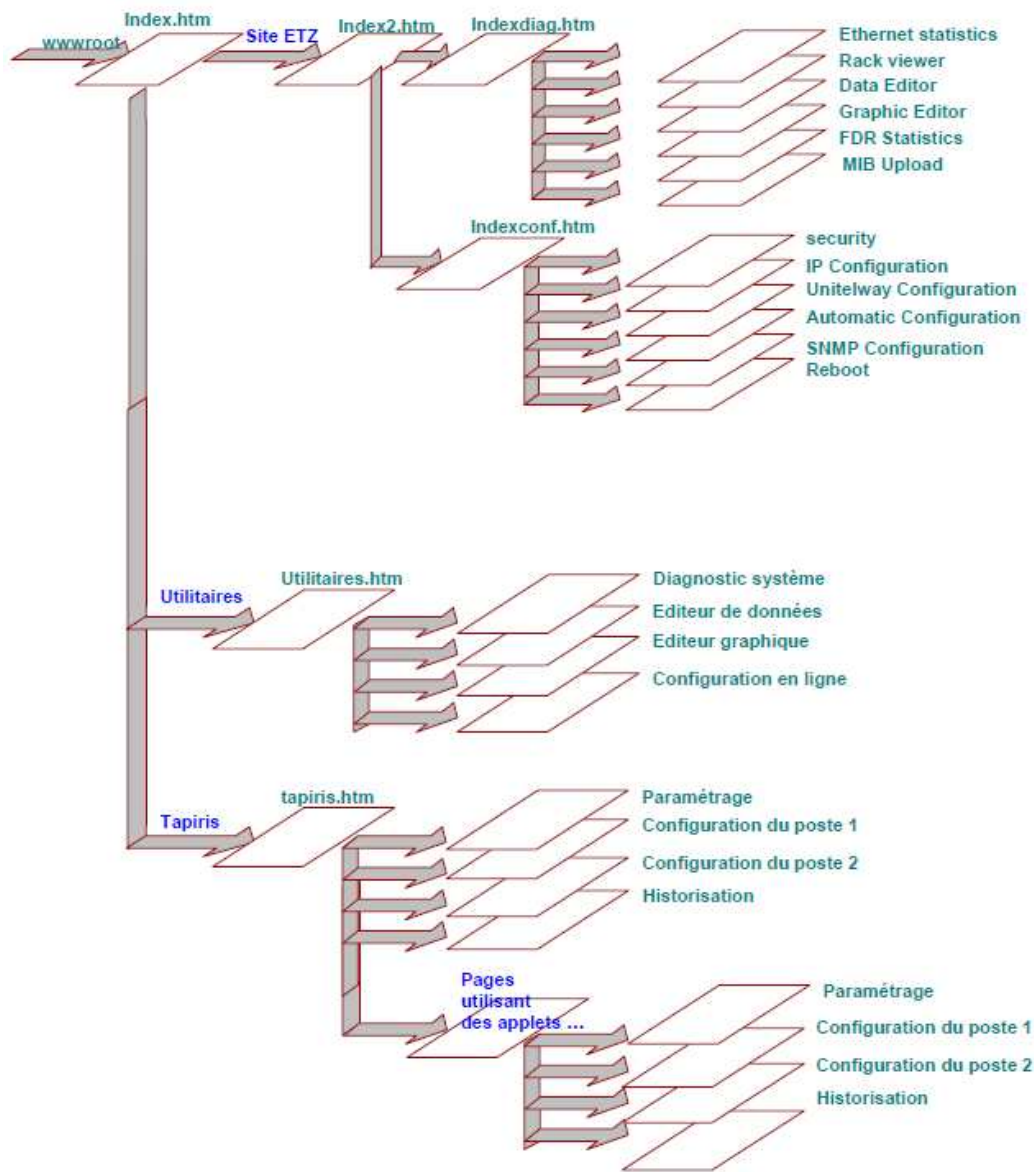 Index.htm
Site ETZ
Index2.htm
Indexdiag.htm
wwwroot
Ethernet statistics
Rack viewer
Data Editor
Graphic Editor
FDR Statistics
MIB Upload
Indexconf.htm
security
IP Configuration
Unitelway Configuration
Automatic Configuration
SNMP Configuration
Reboot
Utilitaires
Utilitaires.htm
Diagnostic système
Editeur de données
Editeur graphique
Configuration en ligne
Tapiris
tapiris.htm
Paramétrage
Configuration du poste 1
Configuration du poste 2
Historisation
Pages
utilisant
des applets ...
Paramétrage
Configuration du poste 1
Configuration du poste 2
Historisation